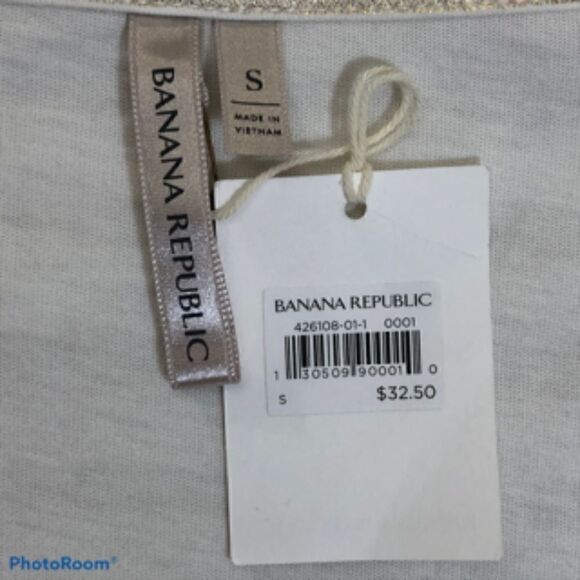 BANANA REPUBLIC
S
MADE IN
VIETNAM
BANANA REPUBLIC
426108-01-1 0001
1 30509 90001 0
S $32.50
PhotoRoom®